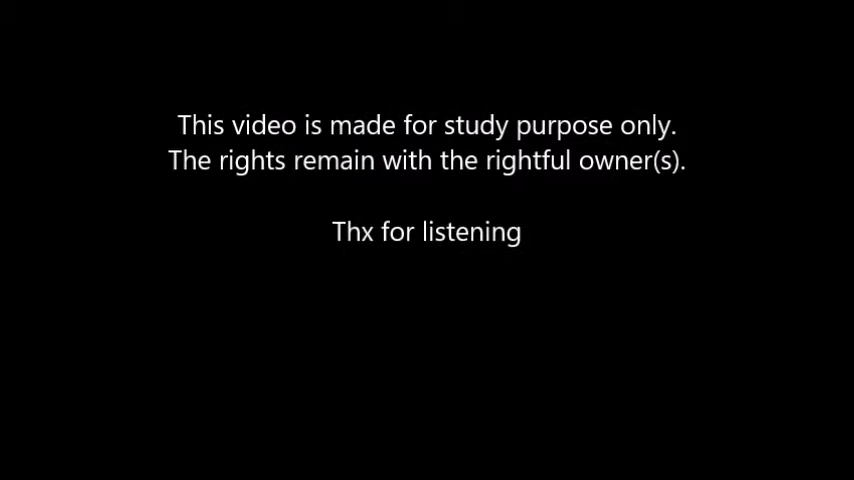 This video is made for study purpose only.
The rights remain with the rightful owner(s).
Thx for listening